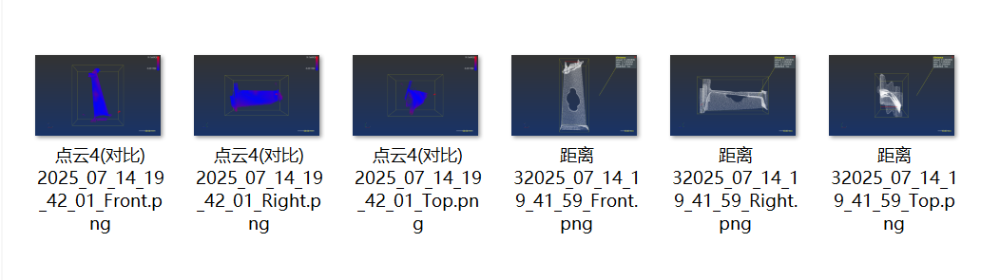 点云4(对比)
2025_07_14_19
_42_01_Front.p
ng
点云4(对比)
2025_07_14_19
_42_01_Right.p
ng
点云4(对比)
2025_07_14_19
_42_01_Top.pn
g
距离
32025_07_14_1
9_41_59_Front.
png
距离
32025_07_14_1
9_41_59_Right.
png
距离
32025_07_14_1
9_41_59_Top.p
ng